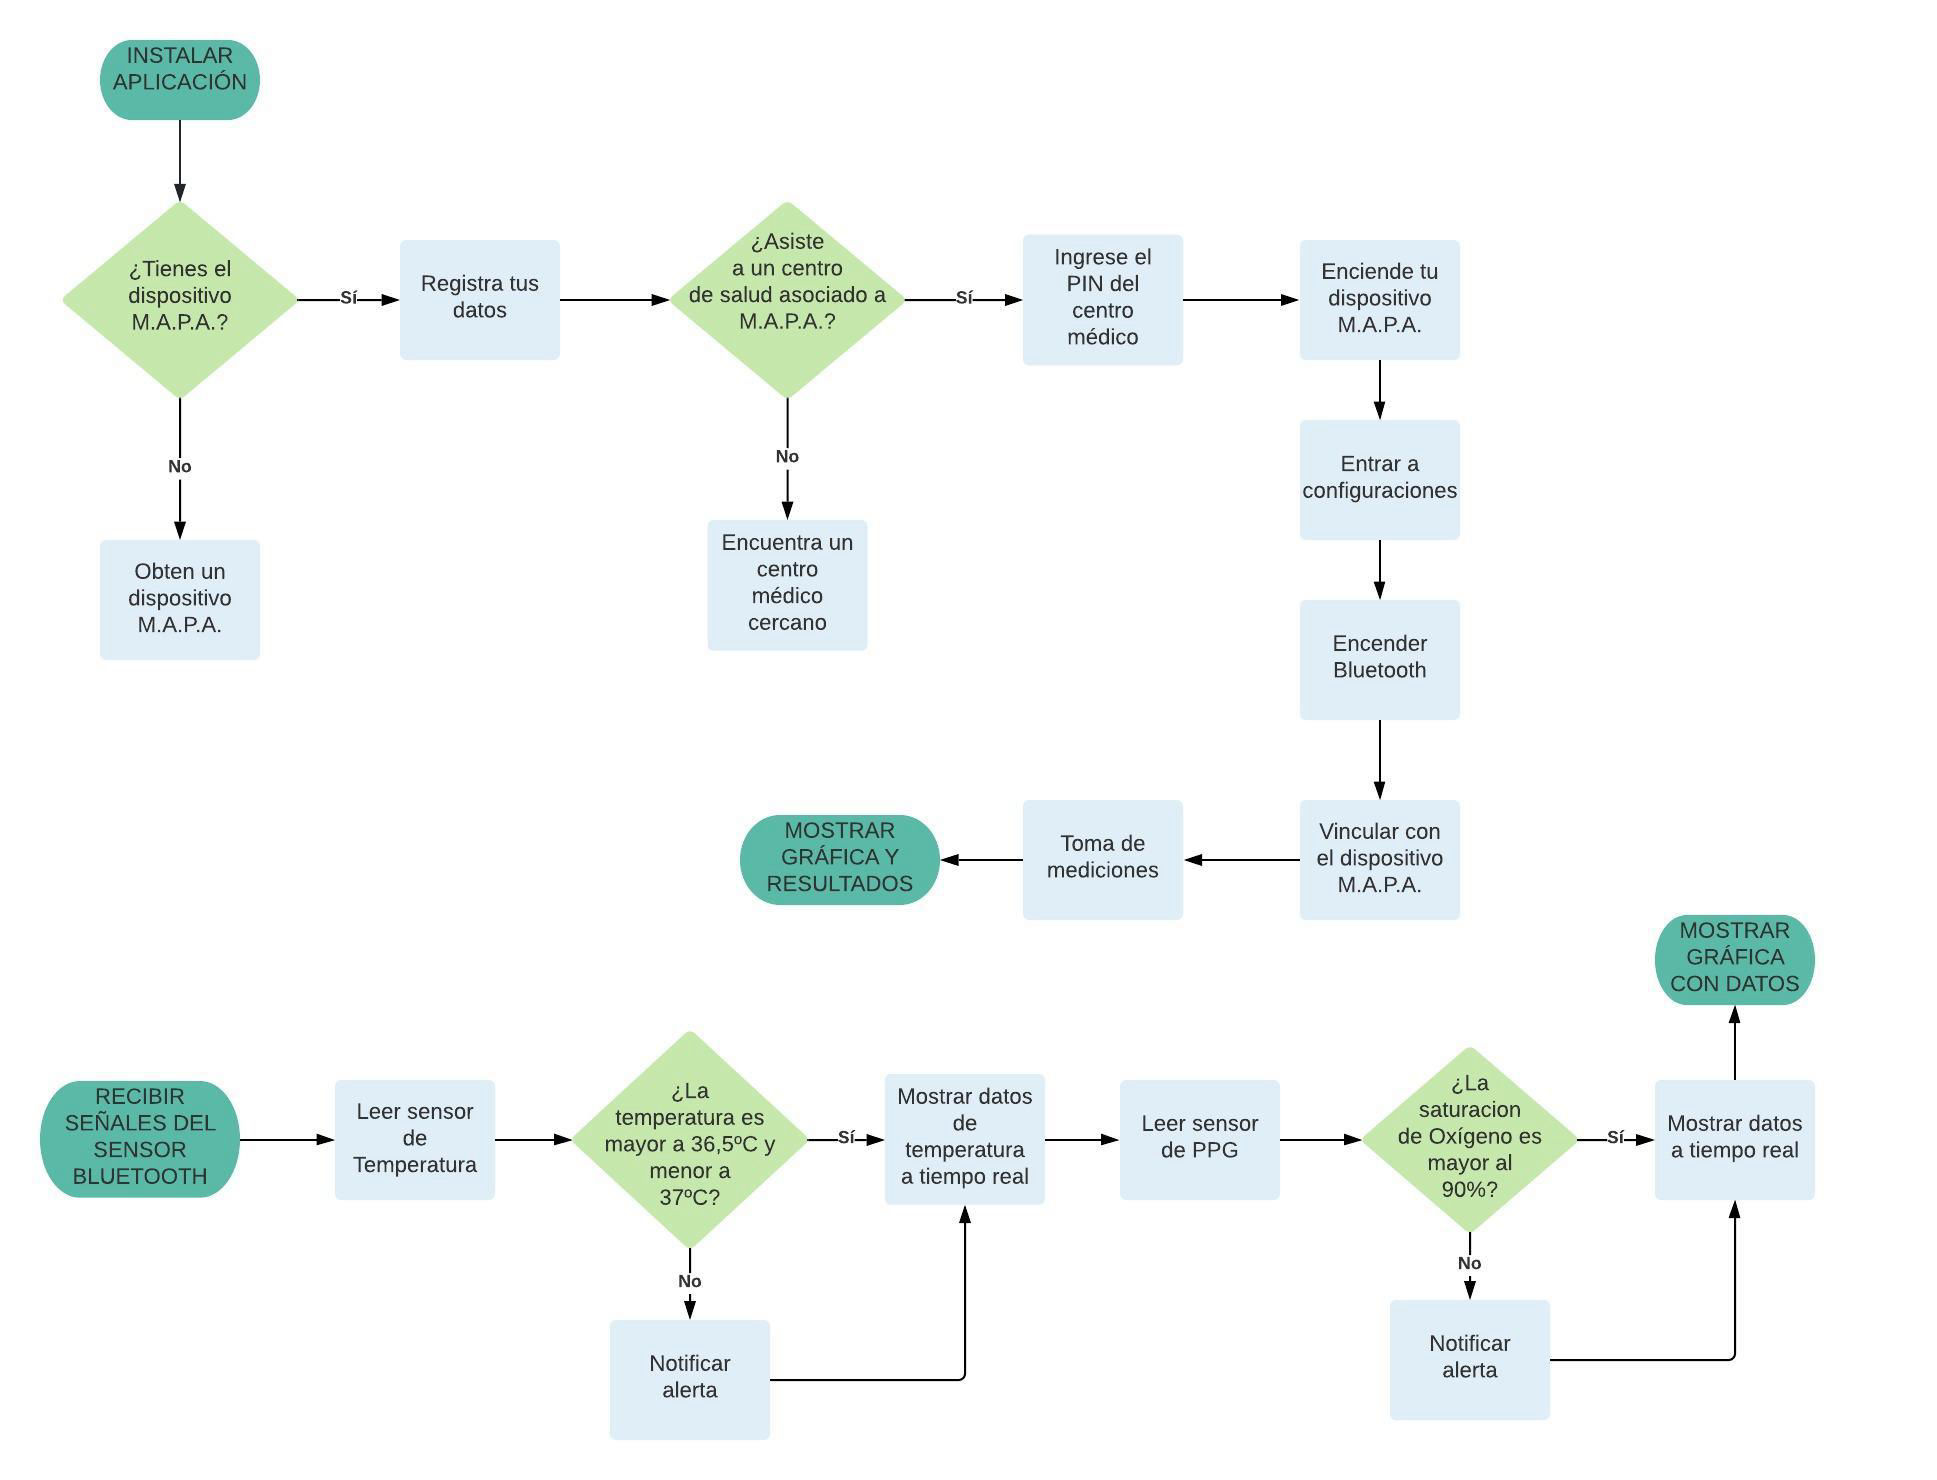 INSTALAR
APLICACIÓN
¿Tienes el
dispositivo
M.A.P.A.?
Sí
Registra tus
datos
¿Asiste
a un centro
de salud asociado a
M.A.P.A.?
Sí
Ingrese el
PIN del
centro
médico
Enciende tu
dispositivo
M.A.P.A.
No
Obten un
dispositivo
M.A.P.A.
No
Encuentra un
centro
médico
cercano
Entrar a
configuraciones
Encender
Bluetooth
Vincular con
el dispositivo
M.A.P.A.
Toma de
mediciones
MOSTRAR
GRÁFICA Y
RESULTADOS
RECIBIR
SEÑALES DEL
SENSOR
BLUETOOTH
Leer sensor
de
Temperatura
¿La
temperatura es
mayor a 36,5ºC y
menor a
37ºC?
Sí
Mostrar datos
de
temperatura
a tiempo real
No
Notificar
alerta
Leer sensor
de PPG
¿La
saturacion
de Oxígeno es
mayor al
90%?
Sí
Mostrar datos
a tiempo real
No
Notificar
alerta
MOSTRAR
GRÁFICA
CON DATOS